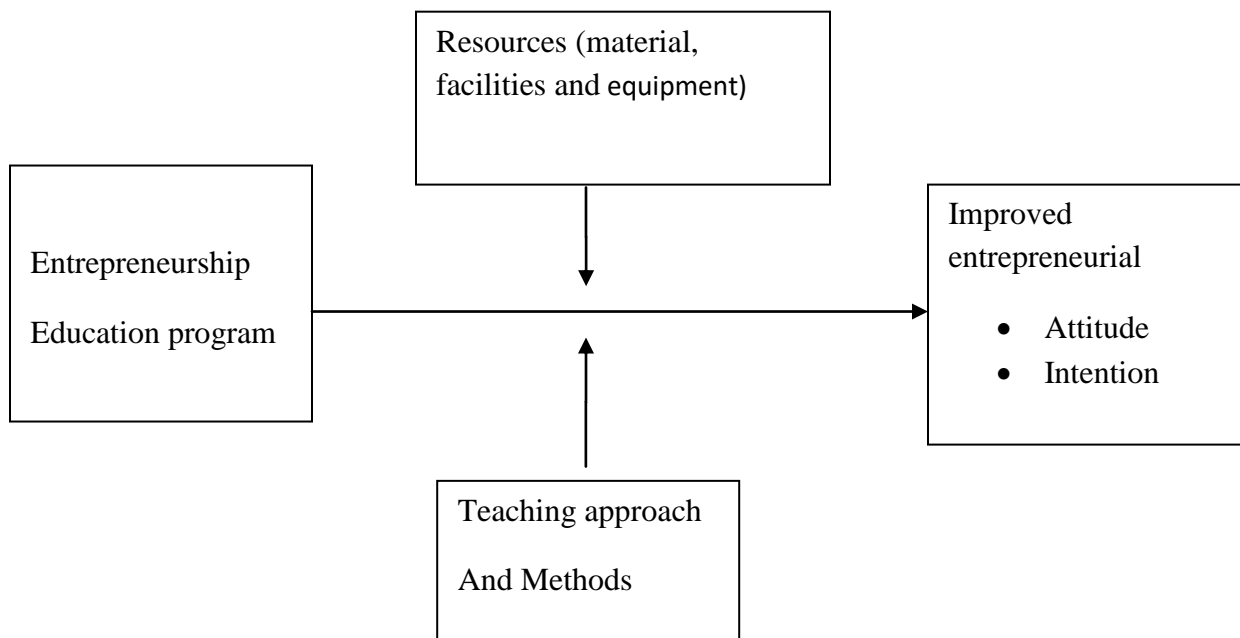 Resources (material,
facilities and equipment)
Entrepreneurship
Education program
Improved
entrepreneurial
• Attitude
• Intention
Teaching approach
And Methods